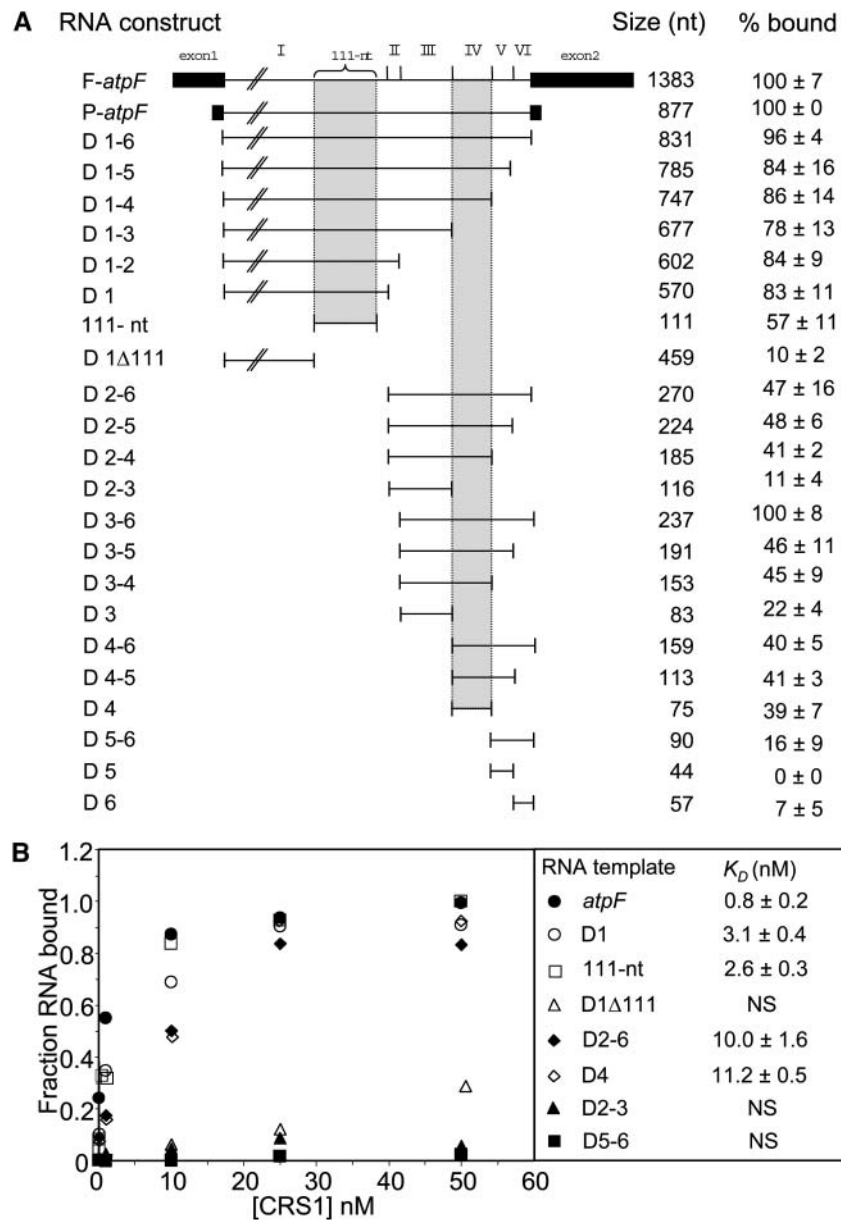 A RNA construct Size (nt) % bound
exon1 I 111-nt II III IV V VI exon2
F-atpF 1383 100 ± 7
P-atpF 877 100 ± 0
D 1-6 831 96 ± 4
D 1-5 785 84 ± 16
D 1-4 747 86 ± 14
D 1-3 677 78 ± 13
D 1-2 602 84 ± 9
D 1 570 83 ± 11
111- nt 111 57 ± 11
D 1Δ111 459 10 ± 2
D 2-6 270 47 ± 16
D 2-5 224 48 ± 6
D 2-4 185 41 ± 2
D 2-3 116 11 ± 4
D 3-6 237 100 ± 8
D 3-5 191 46 ± 11
D 3-4 153 45 ± 9
D 3 83 22 ± 4
D 4-6 159 40 ± 5
D 4-5 113 41 ± 3
D 4 75 39 ± 7
D 5-6 90 16 ± 9
D 5 44 0 ± 0
D 6 57 7 ± 5
B
Fraction RNA bound
1.2
1.0
0.8
0.6
0.4
0.2
0
0 10 20 30 40 50 60
[CRS1] nM
RNA template K_D (nM)
● atpF 0.8 ± 0.2
○ D1 3.1 ± 0.4
□ 111-nt 2.6 ± 0.3
△ D1Δ111 NS
◆ D2-6 10.0 ± 1.6
◇ D4 11.2 ± 0.5
▲ D2-3 NS
■ D5-6 NS